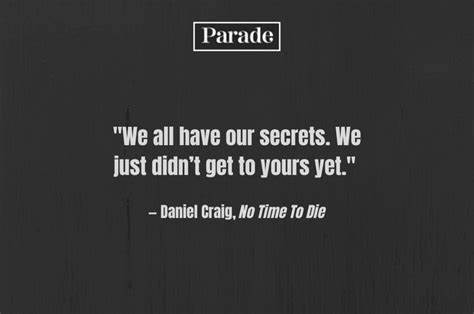 Parade
"We all have our secrets. We
just didn’t get to yours yet."
– Daniel Craig, No Time To Die